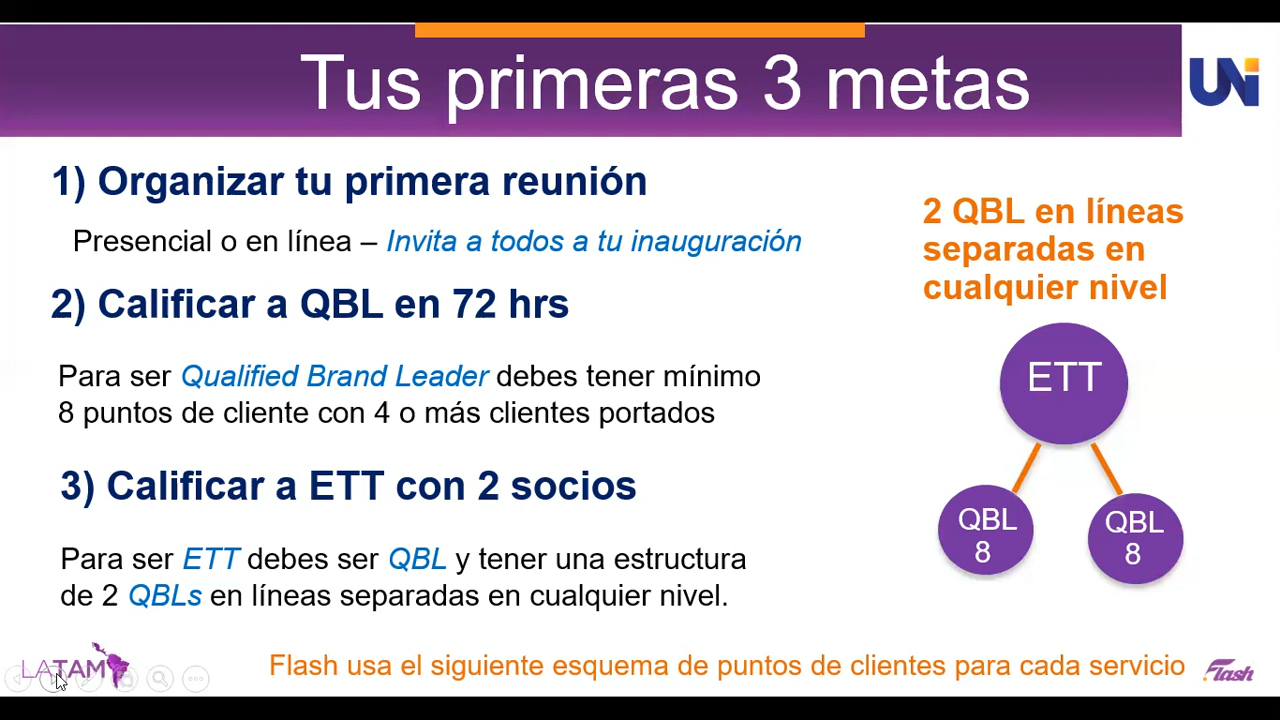 Tus primeras 3 metas
UNi
1) Organizar tu primera reunión
Presencial o en línea – Invita a todos a tu inauguración
2) Calificar a QBL en 72 hrs
Para ser Qualified Brand Leader debes tener mínimo
8 puntos de cliente con 4 o más clientes portados
3) Calificar a ETT con 2 socios
Para ser ETT debes ser QBL y tener una estructura
de 2 QBLs en líneas separadas en cualquier nivel.
2 QBL en líneas
separadas en
cualquier nivel
ETT
QBL
8
QBL
8
LATAM
Flash usa el siguiente esquema de puntos de clientes para cada servicio
Flash